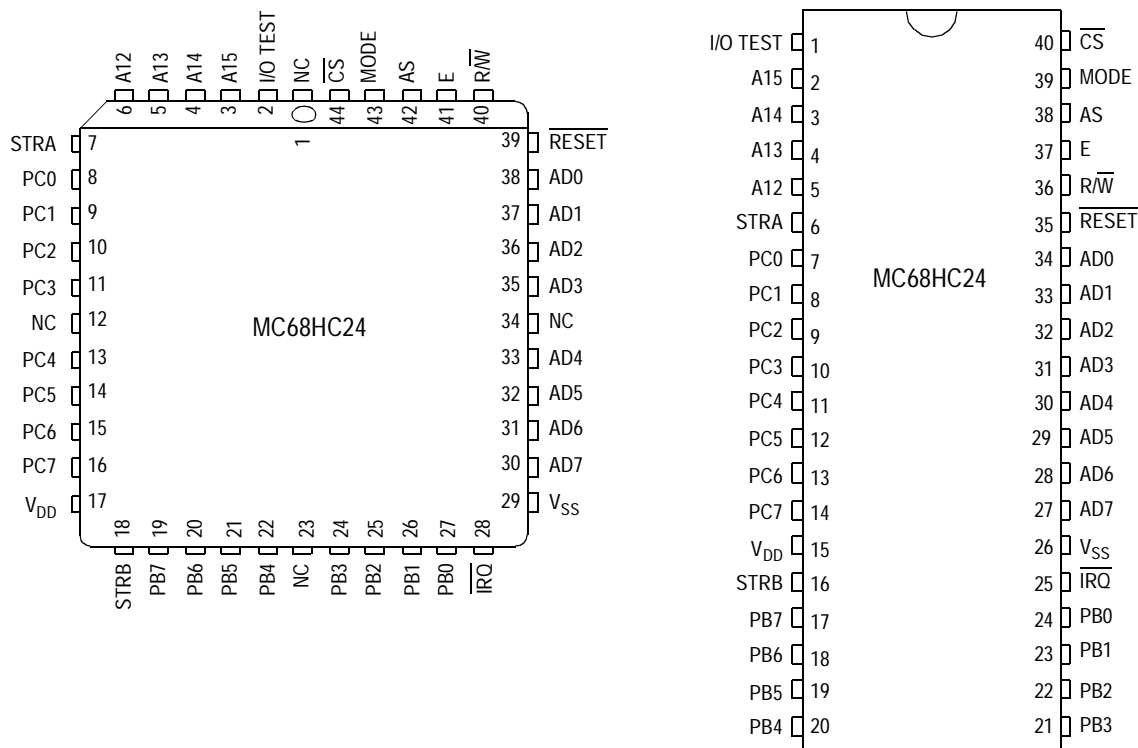 A12 A13 A14 A15 I/O TEST NC C̅S̅ MODE AS E R/W̅
6 5 4 3 2 1 44 43 42 41 40
STRA 7 39 R̅E̅S̅E̅T̅
PC0 8 38 AD0
PC1 9 37 AD1
PC2 10 36 AD2
PC3 11 35 AD3
NC 12 34 NC
MC68HC24
PC4 13 33 AD4
PC5 14 32 AD5
PC6 15 31 AD6
PC7 16 30 AD7
VDD 17 29 VSS
18 19 20 21 22 23 24 25 26 27 28
STRB PB7 PB6 PB5 PB4 NC PB3 PB2 PB1 PB0 I̅R̅Q̅
I/O TEST 1 40 C̅S̅
A15 2 39 MODE
A14 3 38 AS
A13 4 37 E
A12 5 36 R/W̅
STRA 6 35 R̅E̅S̅E̅T̅
PC0 7 34 AD0
MC68HC24
PC1 8 33 AD1
PC2 9 32 AD2
PC3 10 31 AD3
PC4 11 30 AD4
PC5 12 29 AD5
PC6 13 28 AD6
PC7 14 27 AD7
VDD 15 26 VSS
STRB 16 25 I̅R̅Q̅
PB7 17 24 PB0
PB6 18 23 PB1
PB5 19 22 PB2
PB4 20 21 PB3